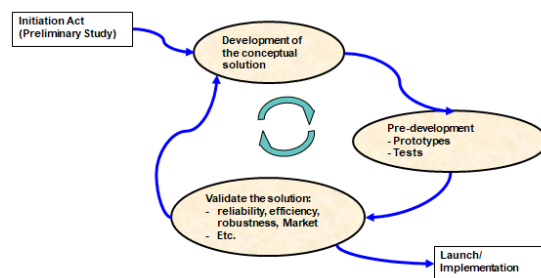 Initiation Act
(Preliminary Study)
Development of
the conceptual
solution
Pre-development
- Prototypes
- Tests
Validate the solution:
- reliability, efficiency,
robustness, Market
- Etc.
Launch/
Implementation